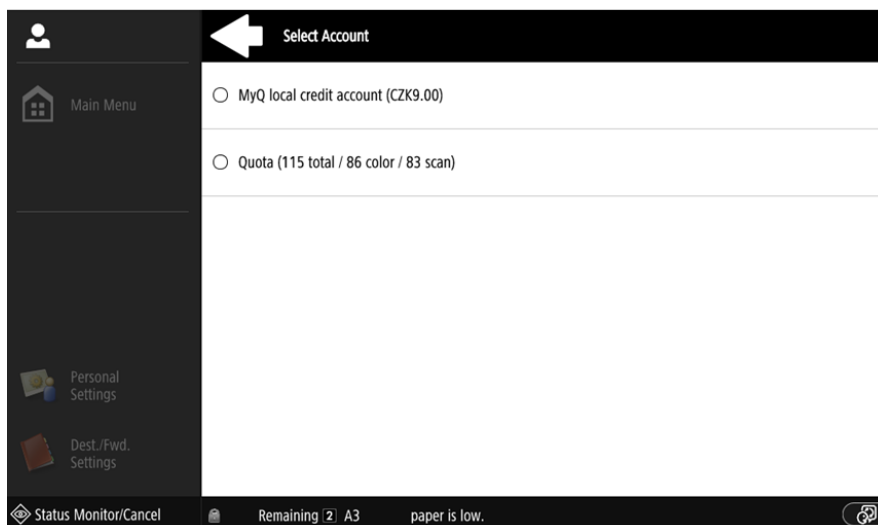 Select Account
Main Menu
MyQ local credit account (CZK9.00)
Quota (115 total / 86 color / 83 scan)
Personal
Settings
Dest./Fwd.
Settings
Status Monitor/Cancel
Remaining 2 A3 paper is low.